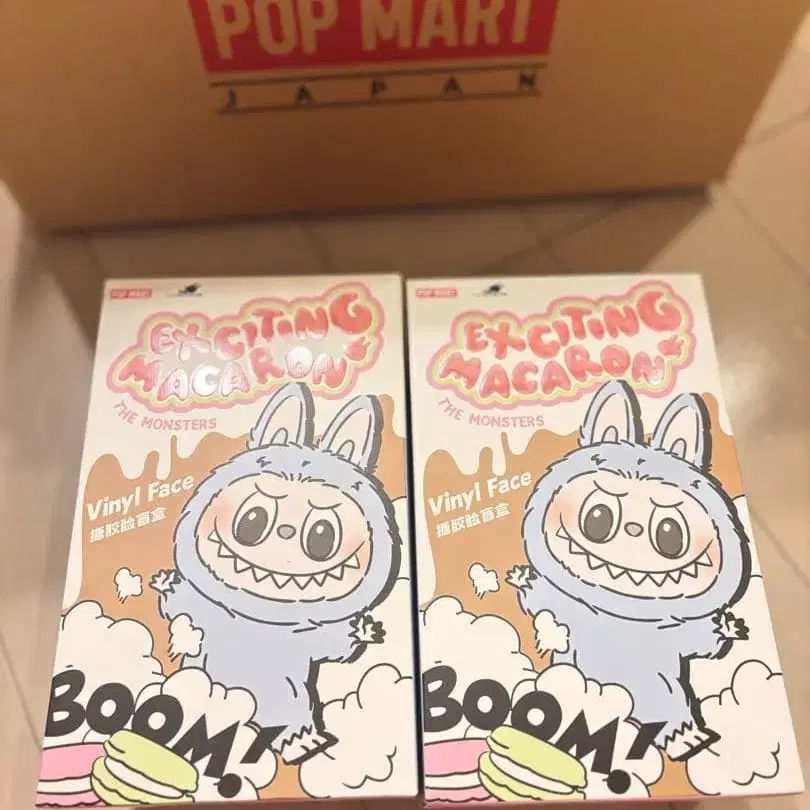 POP MART
JAPAN
POP MART
EXCITING
MACARON
THE MONSTERS
Vinyl Face
搪胶脸盲盒
BOOM!
POP MART
EXCITING
MACARON
THE MONSTERS
Vinyl Face
搪胶脸盲盒
BOOM!